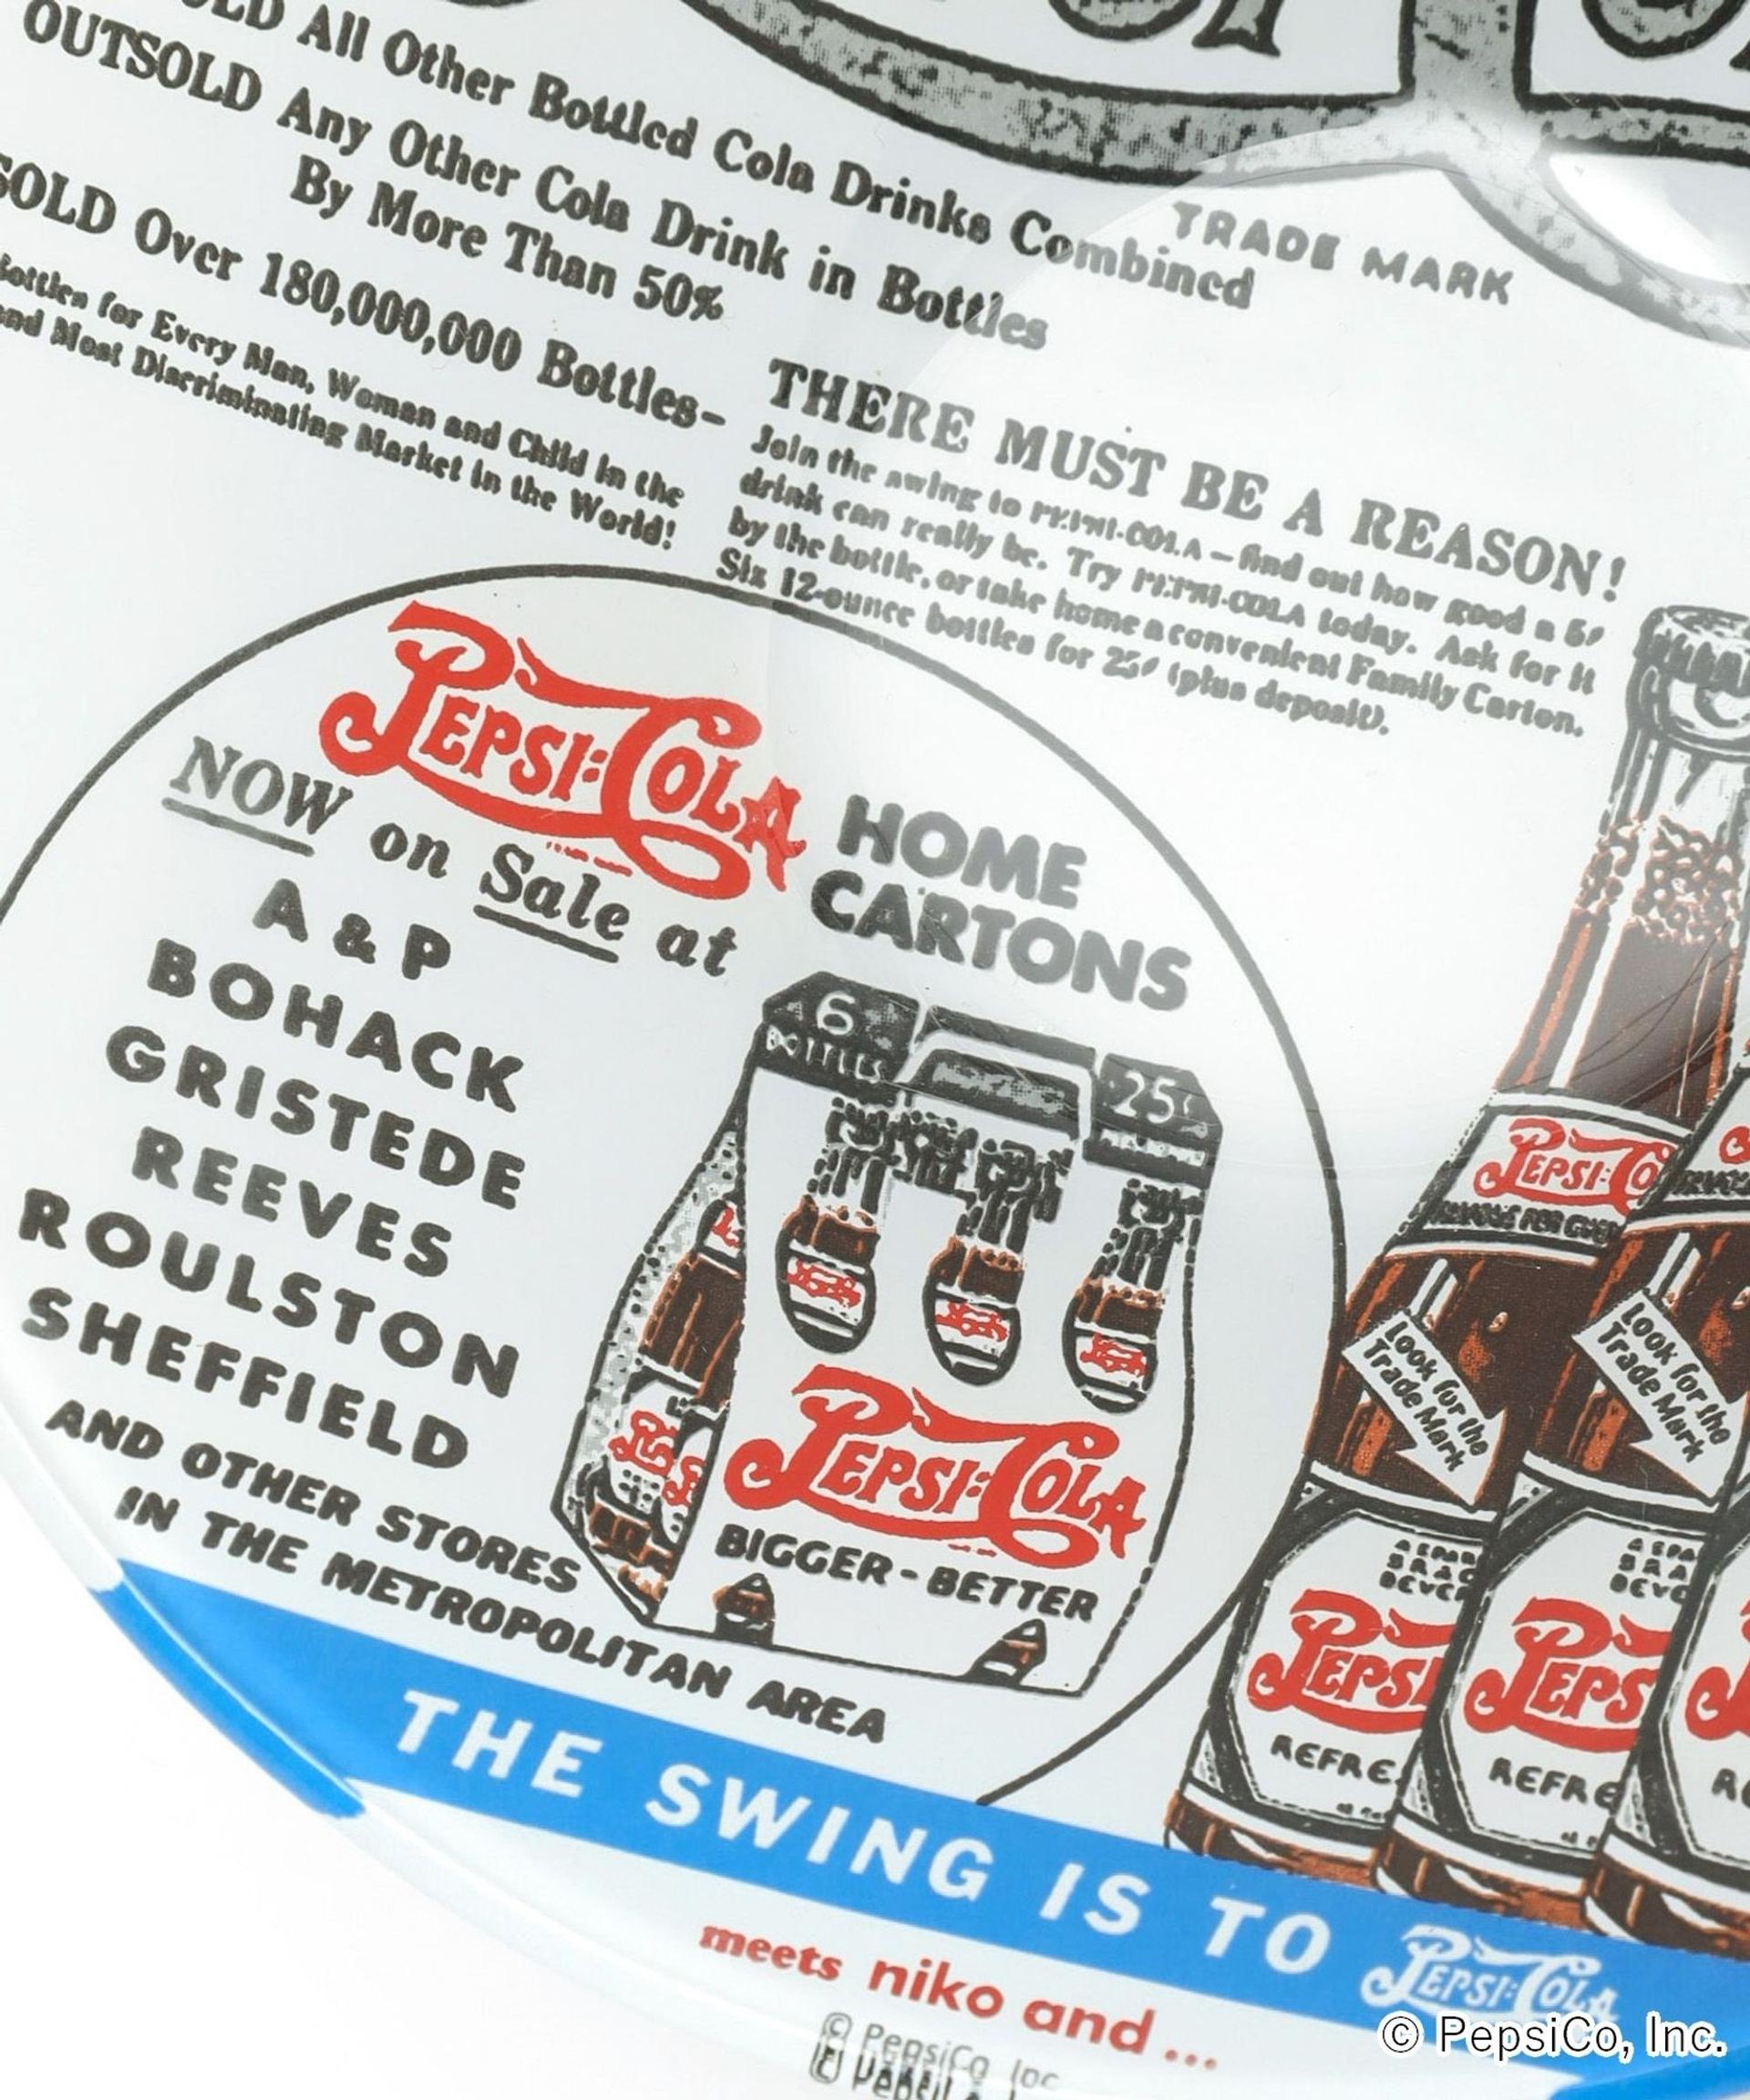 All Other Bottled Cola Drinks Combined
OUTSOLD Any Other Cola Drink in Bottles
By More Than 50%
SOLD Over 180,000,000 Bottles-
Bottles for Every Man, Woman and Child in the
and Most Discriminating Market in the World!
TRADE MARK
THERE MUST BE A REASON!
Join the swing to PEPSI-COLA – find out how good a 5¢
drink can really be. Try PEPSI-COLA today. Ask for it
by the bottle, or take home a convenient Family Carton.
Six 12-ounce bottles for 25¢ (plus deposit).
PEPSI:COLA
HOME
CARTONS
NOW on Sale at
A & P
BOHACK
GRISTEDE
REEVES
ROULSTON
SHEFFIELD
AND OTHER STORES
IN THE METROPOLITAN AREA
6
BOTTLES
25¢
PEPSI:COLA
BIGGER-BETTER
PEPSI:CO
Look for the
Trade Mark
Look for the
Trade Mark
PEPSI
REFRE
PEPS
REFRE
THE SWING IS TO PEPSI:COLA
meets niko and ...
© PepsiCo, Inc.
© PepsiCo, Inc.